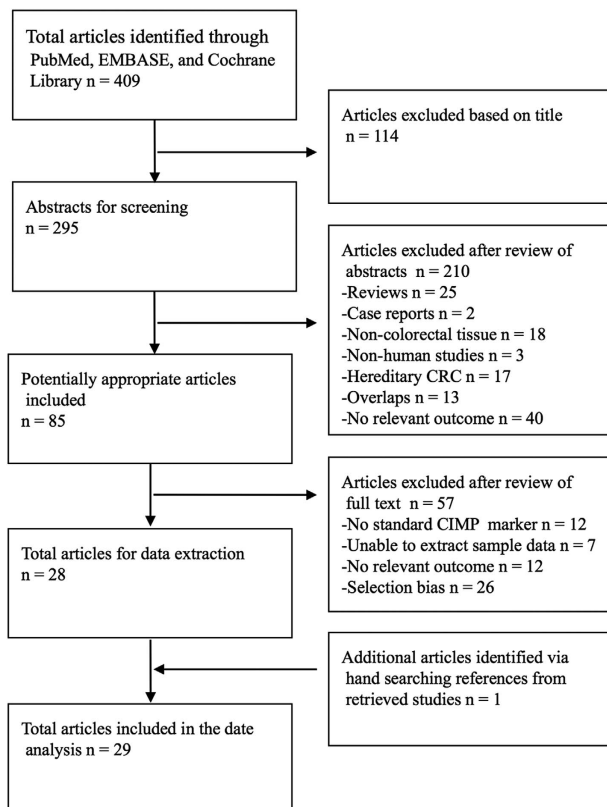 Total articles identified through
PubMed, EMBASE, and Cochrane
Library n = 409
Articles excluded based on title
n = 114
Abstracts for screening
n = 295
Articles excluded after review of
abstracts n = 210
-Reviews n = 25
-Case reports n = 2
-Non-colorectal tissue n = 18
-Non-human studies n = 3
-Hereditary CRC n = 17
-Overlaps n = 13
-No relevant outcome n = 40
Potentially appropriate articles
included
n = 85
Articles excluded after review of
full text n = 57
-No standard CIMP marker n = 12
-Unable to extract sample data n = 7
-No relevant outcome n = 12
-Selection bias n = 26
Total articles for data extraction
n = 28
Additional articles identified via
hand searching references from
retrieved studies n = 1
Total articles included in the date
analysis n = 29